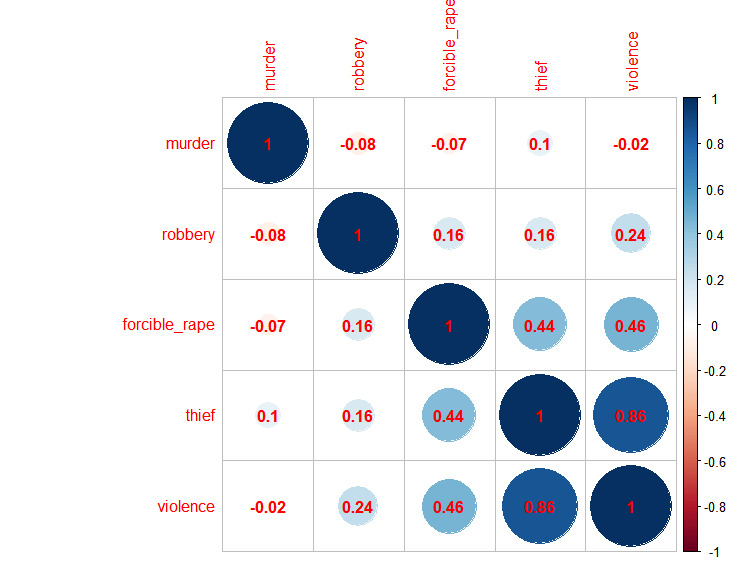 murder robbery forcible_rape thief violence
murder 1 -0.08 -0.07 0.1 -0.02
robbery -0.08 1 0.16 0.16 0.24
forcible_rape -0.07 0.16 1 0.44 0.46
thief 0.1 0.16 0.44 1 0.86
violence -0.02 0.24 0.46 0.86 1
1
0.8
0.6
0.4
0.2
0
-0.2
-0.4
-0.6
-0.8
-1